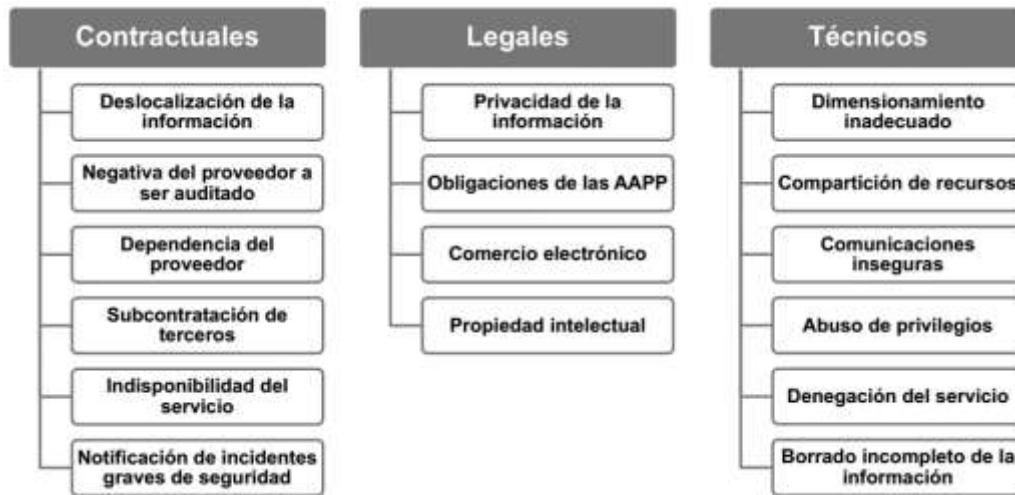 Contractuales
Deslocalización de la
información
Negativa del proveedor a
ser auditado
Dependencia del
proveedor
Subcontratación de
terceros
Indisponibilidad del
servicio
Notificación de incidentes
graves de seguridad
Legales
Privacidad de la
información
Obligaciones de las AAPP
Comercio electrónico
Propiedad intelectual
Técnicos
Dimensionamiento
inadecuado
Compartición de recursos
Comunicaciones
inseguras
Abuso de privilegios
Denegación del servicio
Borrado incompleto de la
información